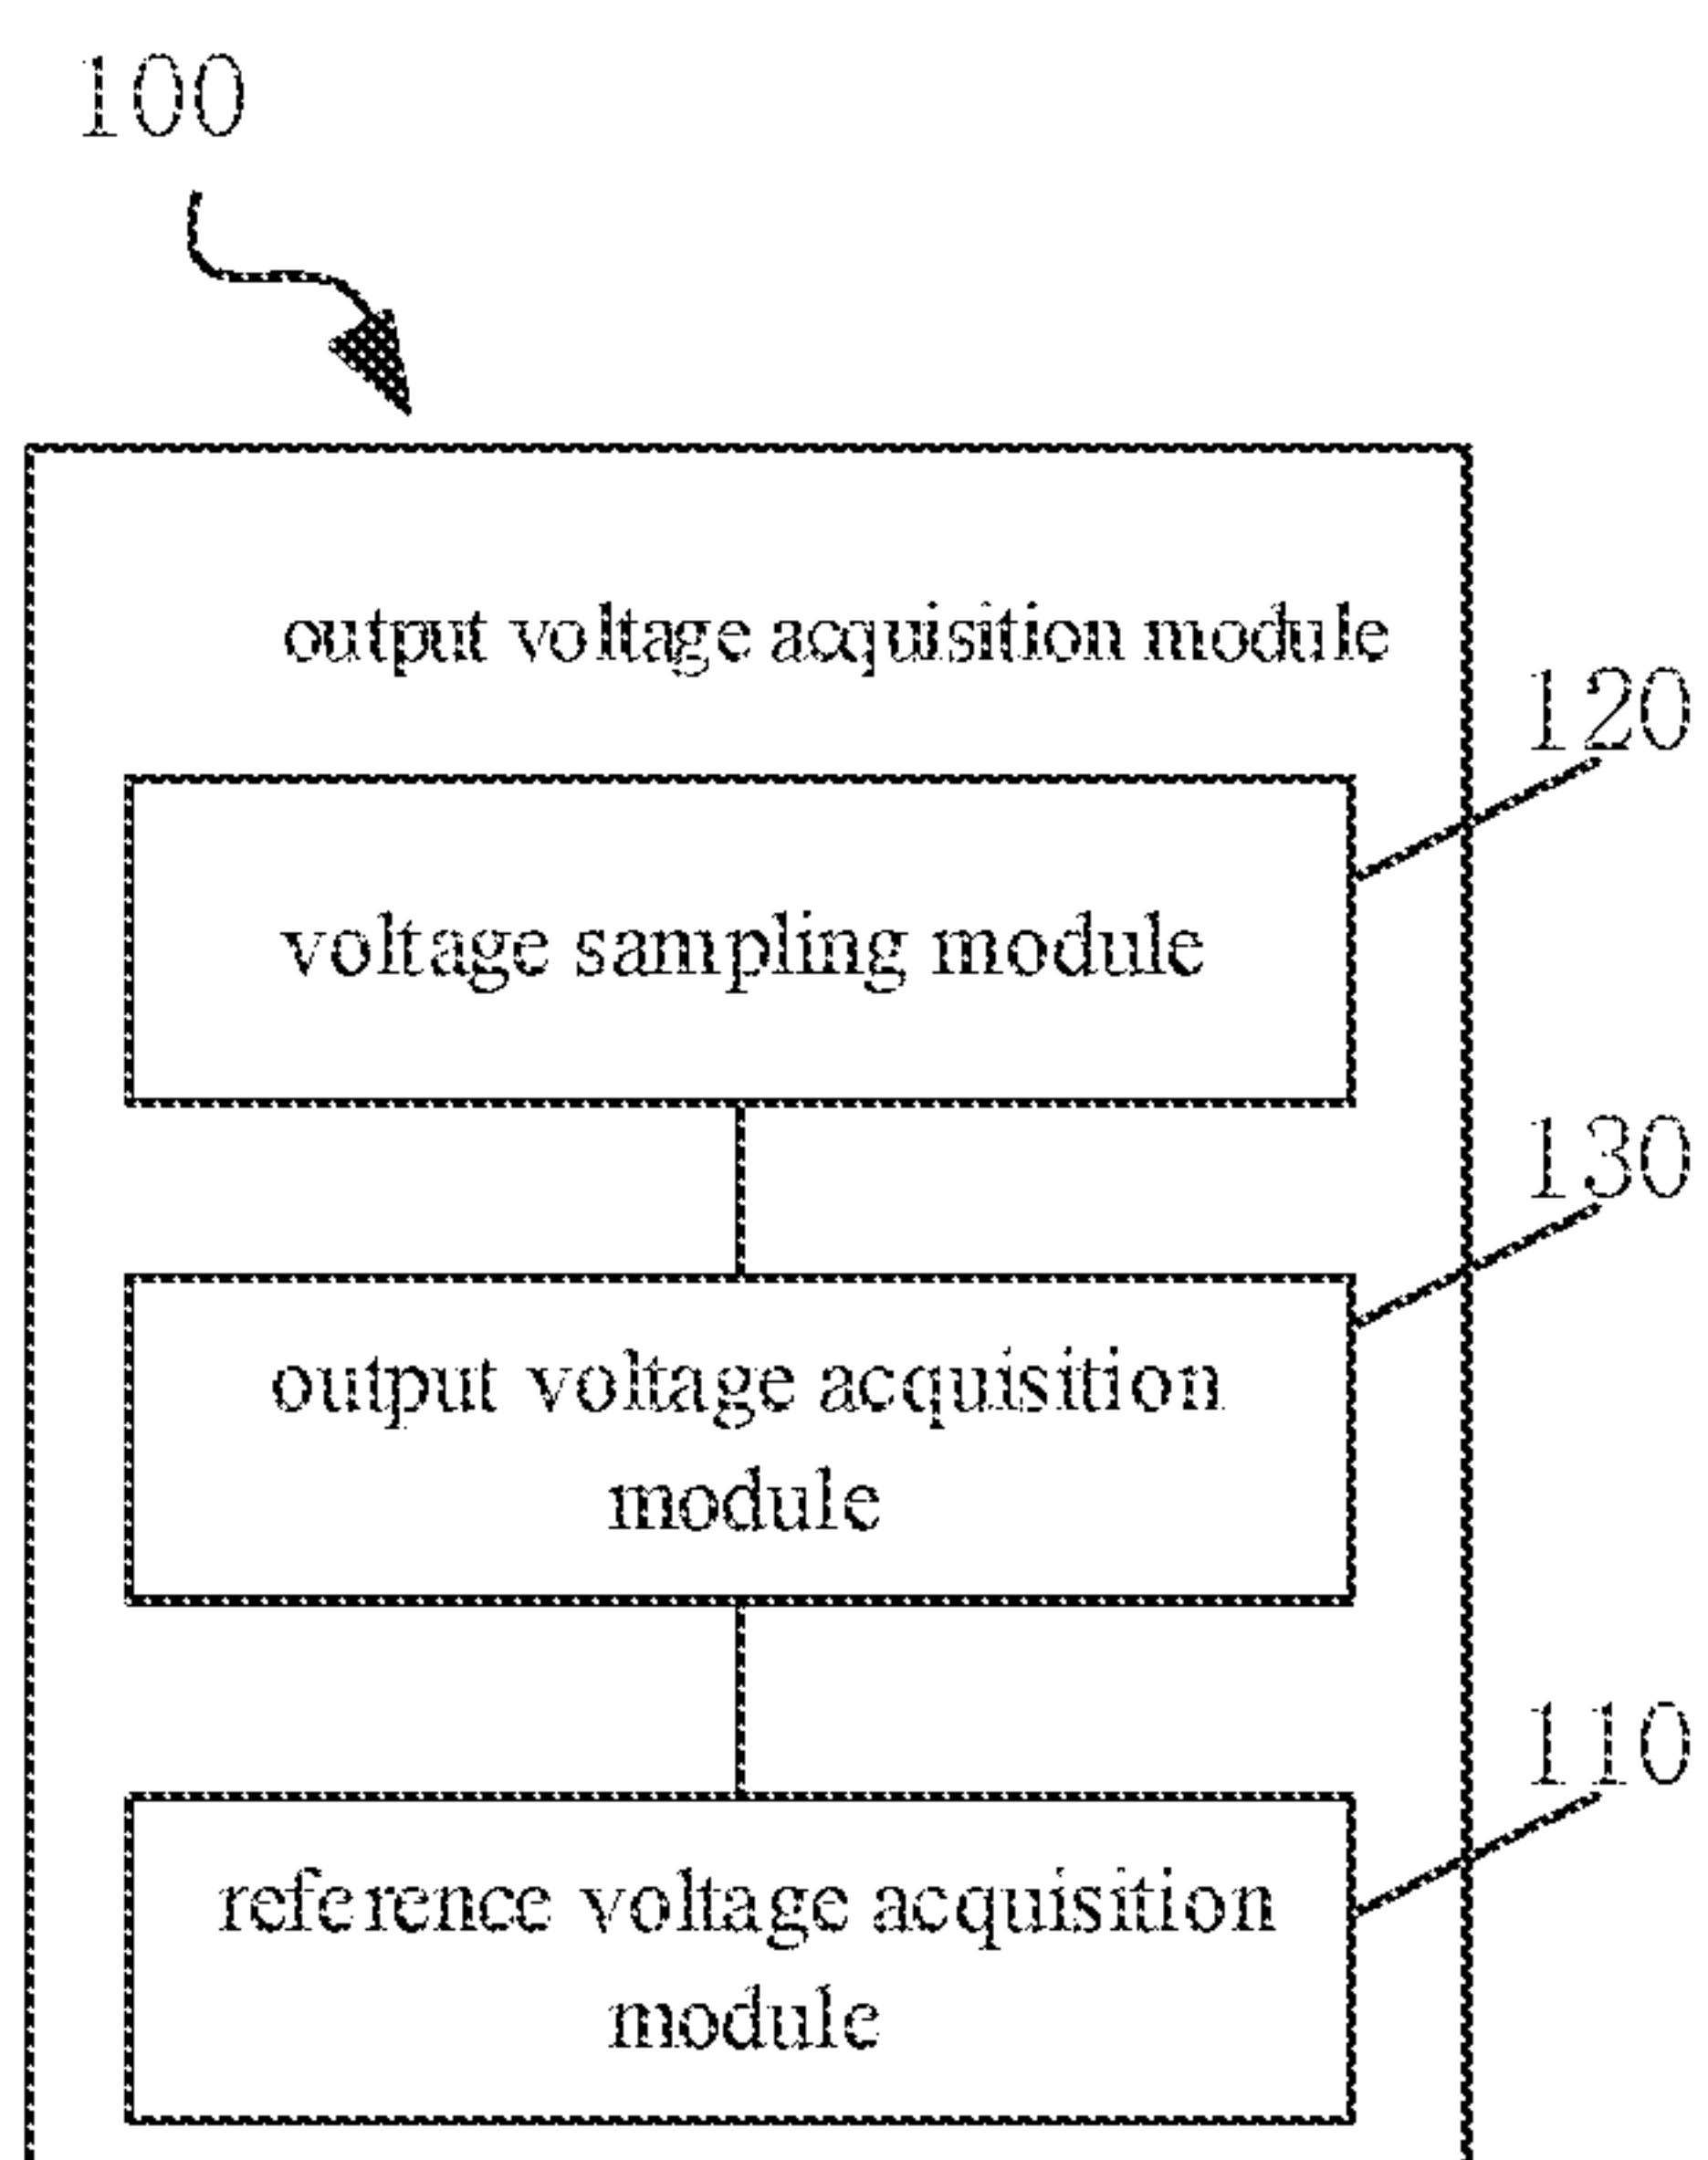 100
output voltage acquisition module
120
voltage sampling module
130
output voltage acquisition
module
110
reference voltage acquisition
module